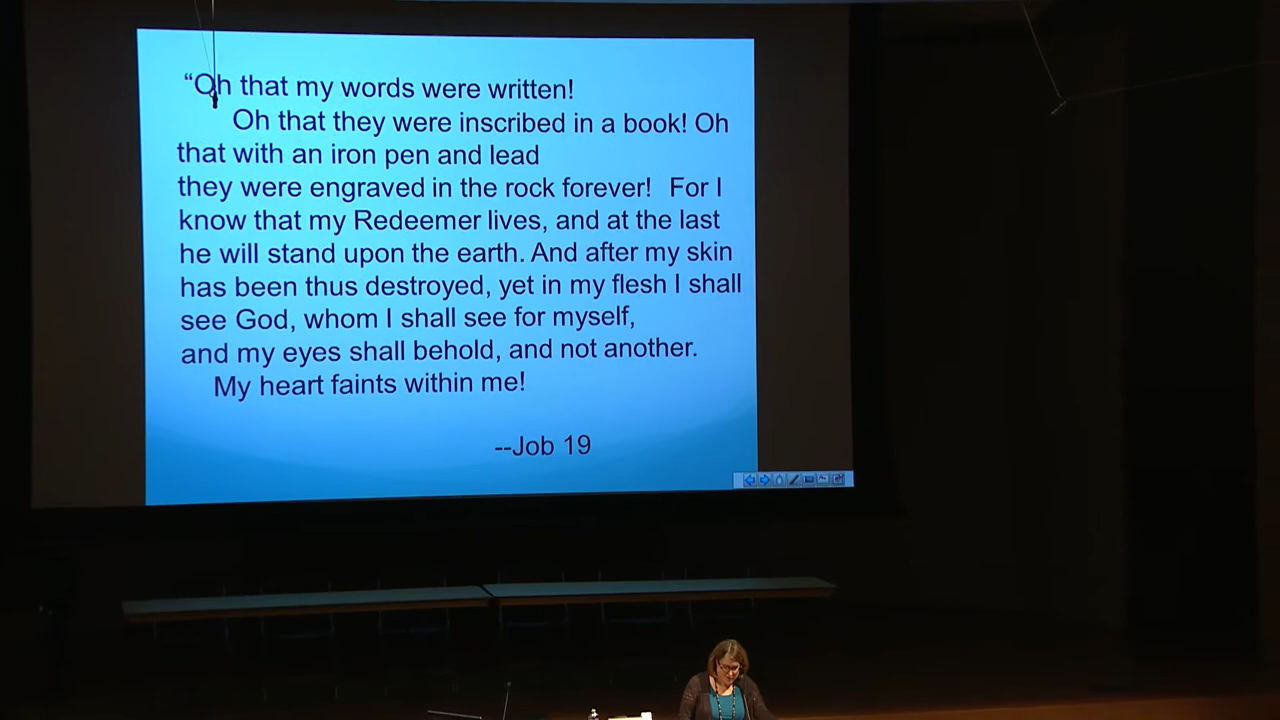 “Oh that my words were written!
Oh that they were inscribed in a book! Oh
that with an iron pen and lead
they were engraved in the rock forever! For I
know that my Redeemer lives, and at the last
he will stand upon the earth. And after my skin
has been thus destroyed, yet in my flesh I shall
see God, whom I shall see for myself,
and my eyes shall behold, and not another.
My heart faints within me!
--Job 19